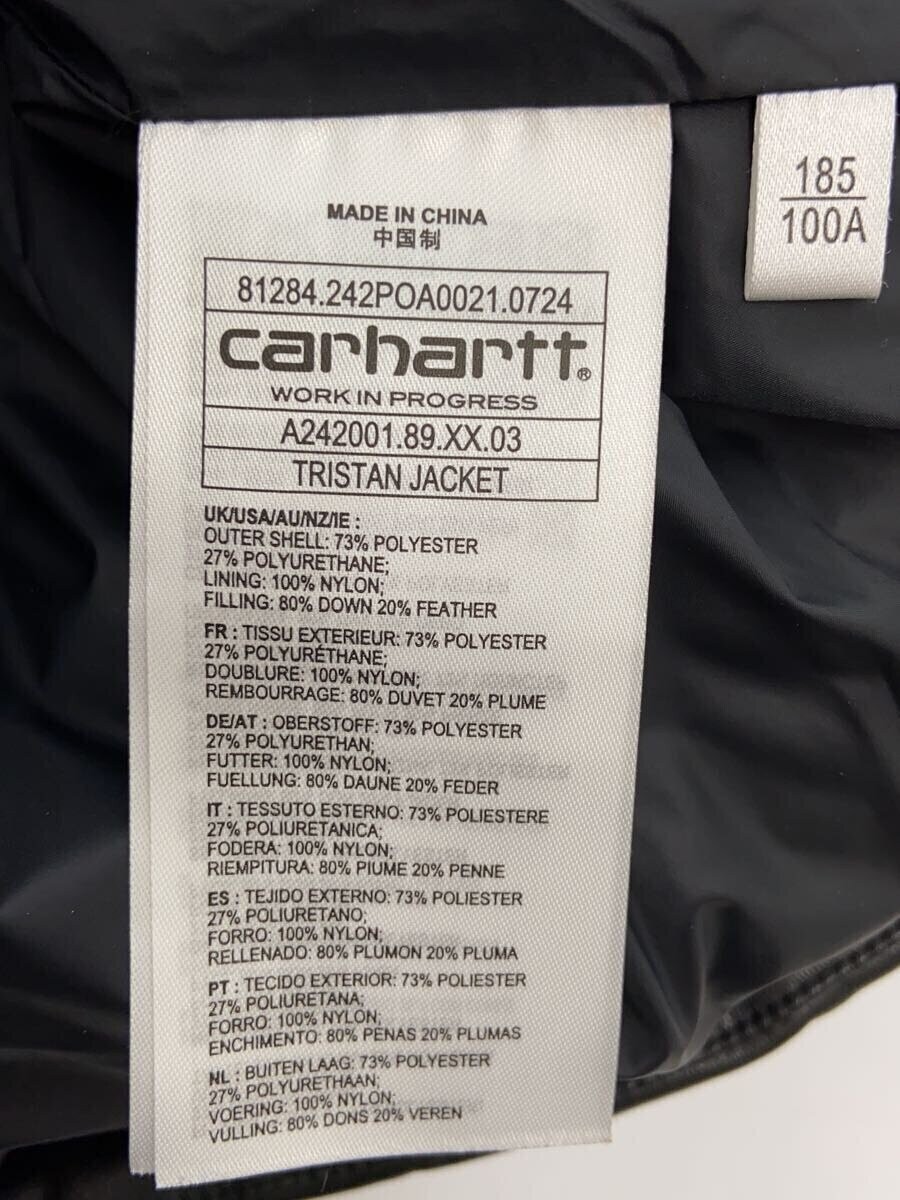 MADE IN CHINA
中国制
81284.242POA0021.0724
carhartt®
WORK IN PROGRESS
A242001.89.XX.03
TRISTAN JACKET
UK/USA/AU/NZ/IE :
OUTER SHELL: 73% POLYESTER
27% POLYURETHANE;
LINING: 100% NYLON;
FILLING: 80% DOWN 20% FEATHER
FR : TISSU EXTERIEUR: 73% POLYESTER
27% POLYURÉTHANE;
DOUBLURE: 100% NYLON;
REMBOURRAGE: 80% DUVET 20% PLUME
DE/AT : OBERSTOFF: 73% POLYESTER
27% POLYURETHAN;
FUTTER: 100% NYLON;
FUELLUNG: 80% DAUNE 20% FEDER
IT : TESSUTO ESTERNO: 73% POLIESTERE
27% POLIURETANICA;
FODERA: 100% NYLON;
RIEMPITURA: 80% PIUME 20% PENNE
ES : TEJIDO EXTERNO: 73% POLIESTER
27% POLIURETANO;
FORRO: 100% NYLON;
RELLENADO: 80% PLUMON 20% PLUMA
PT : TECIDO EXTERIOR: 73% POLIESTER
27% POLIURETANA;
FORRO: 100% NYLON;
ENCHIMENTO: 80% PENAS 20% PLUMAS
NL : BUITEN LAAG: 73% POLYESTER
27% POLYURETHAAN;
VOERING: 100% NYLON;
VULLING: 80% DONS 20% VEREN
185
100A